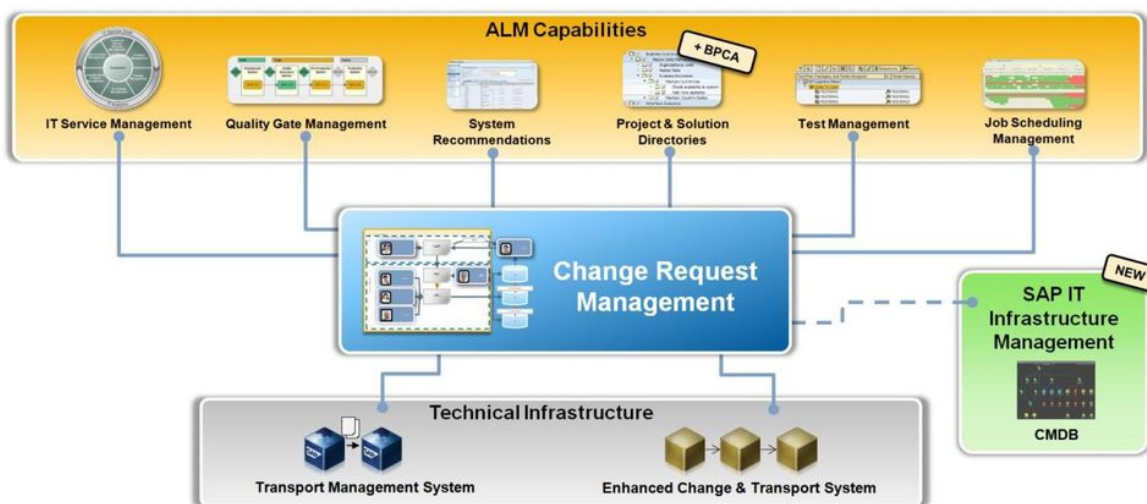 ALM Capabilities
+ BPCA
IT Service Management
Quality Gate Management
System
Recommendations
Project & Solution
Directories
Test Management
Job Scheduling
Management
Change Request
Management
NEW
SAP IT
Infrastructure
Management
CMDB
Technical Infrastructure
Transport Management System
Enhanced Change & Transport System